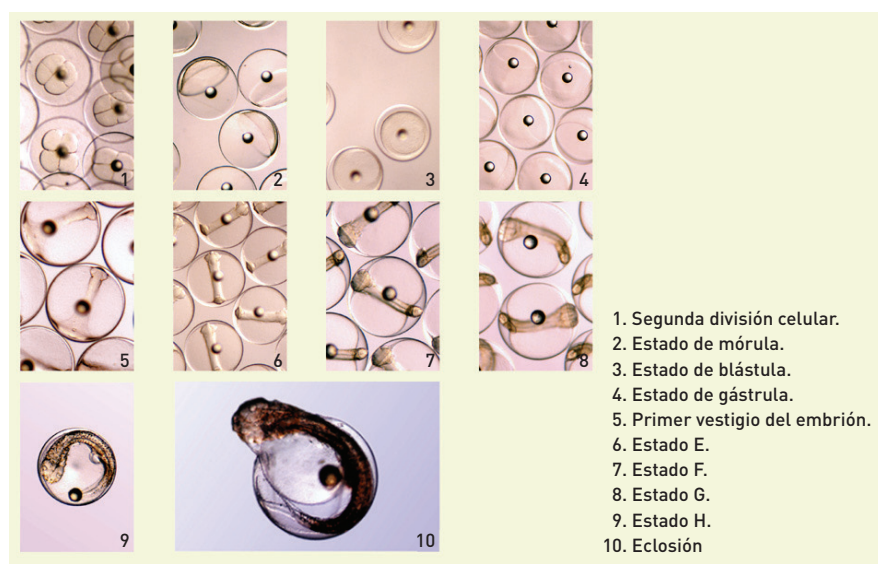 1
2
3
4
5
6
7
8
9
10
1. Segunda división celular.
2. Estado de mórula.
3. Estado de blástula.
4. Estado de gástrula.
5. Primer vestigio del embrión.
6. Estado E.
7. Estado F.
8. Estado G.
9. Estado H.
10. Eclosión